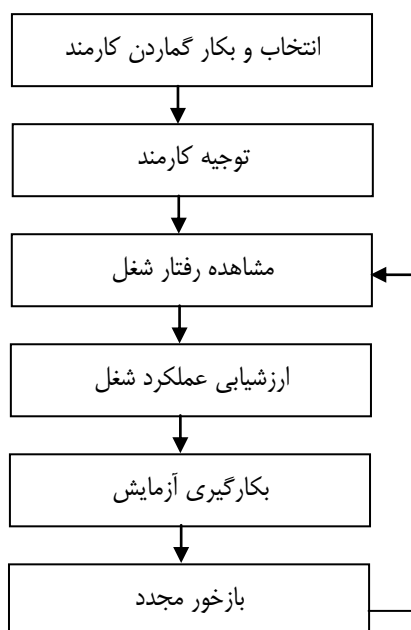 انتخاب و بکار گماردن کارمند
توجیه کارمند
مشاهده رفتار شغل
ارزشیابی عملکرد شغل
بکارگیری آزمایش
بازخور مجدد